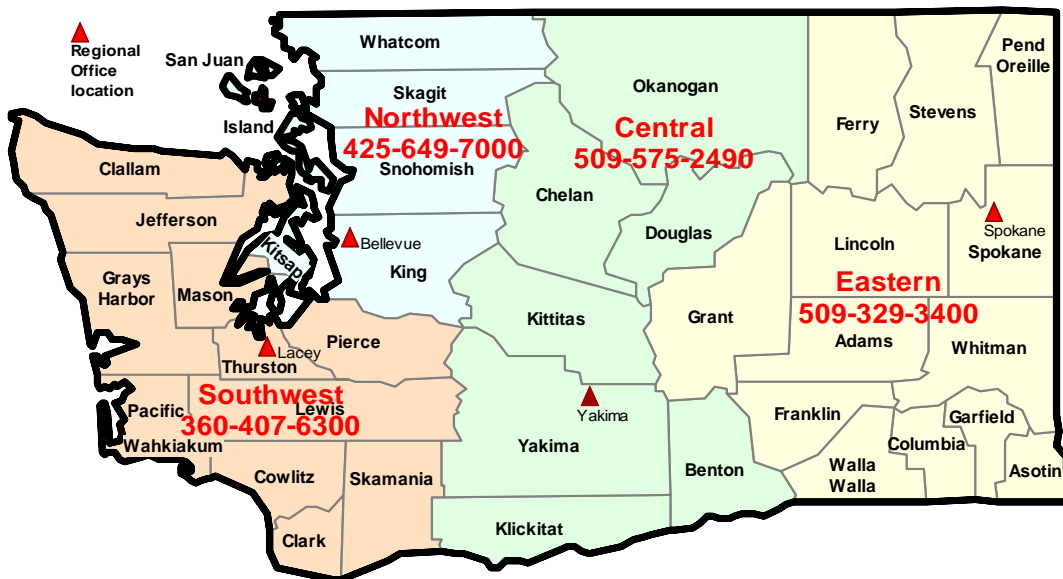 Regional
Office
location
San Juan
Island
Whatcom
Skagit
Northwest
425-649-7000
Snohomish
Okanogan
Central
509-575-2490
Chelan
Douglas
Ferry
Stevens
Pend
Oreille
Clallam
Jefferson
Kitsap
Bellevue
King
Grays
Harbor
Mason
Lincoln
Spokane
Spokane
Eastern
509-329-3400
Kittitas
Grant
Adams
Whitman
Pierce
Lacey
Thurston
Southwest
360-407-6300
Lewis
Pacific
Wahkiakum
Yakima
Yakima
Franklin
Garfield
Columbia
Walla
Walla
Asotin
Benton
Cowlitz
Skamania
Clark
Klickitat